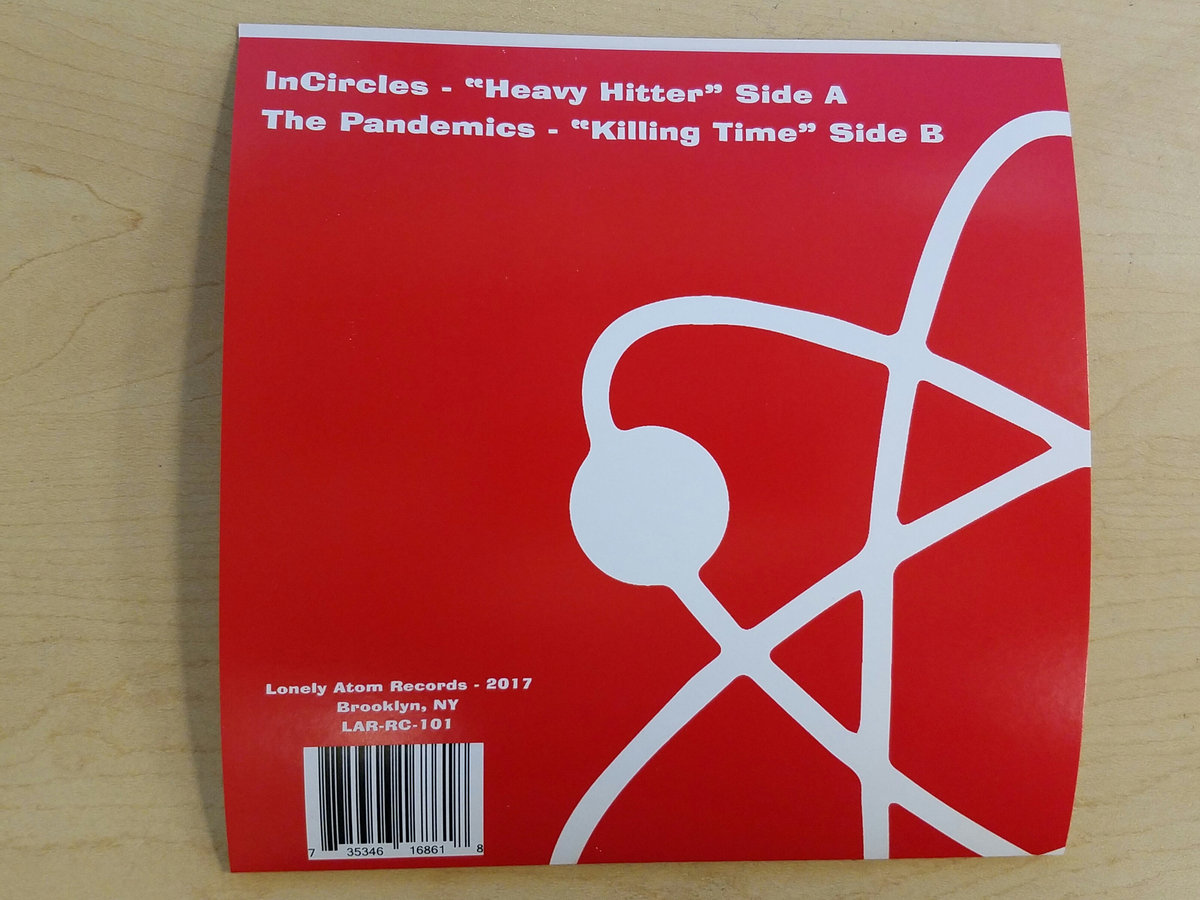 InCircles - “Heavy Hitter” Side A
The Pandemics - “Killing Time” Side B
Lonely Atom Records - 2017
Brooklyn, NY
LAR-RC-101
7 35346 16861 8